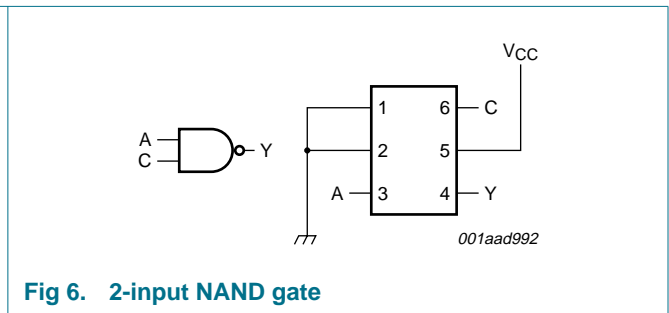 VCC
A
C
Y
1
6
C
2
5
A
3
4
Y
001aad992
Fig 6. 2-input NAND gate